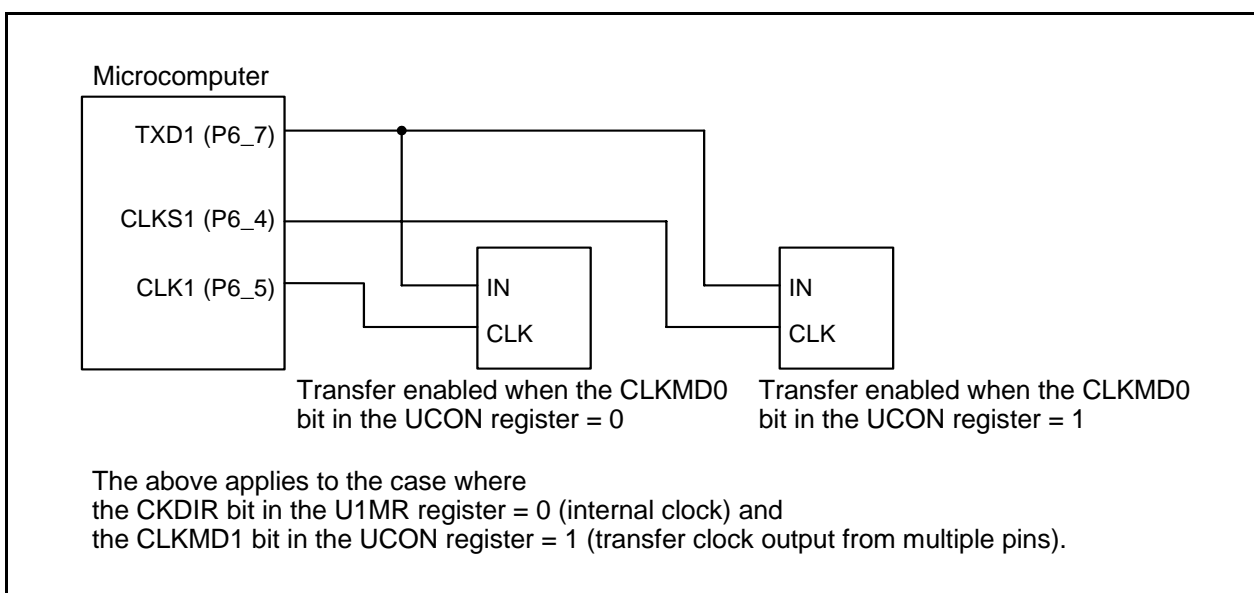 Microcomputer
TXD1 (P6_7)
CLKS1 (P6_4)
CLK1 (P6_5)
IN
CLK
IN
CLK
Transfer enabled when the CLKMD0
bit in the UCON register = 0
Transfer enabled when the CLKMD0
bit in the UCON register = 1
The above applies to the case where
the CKDIR bit in the U1MR register = 0 (internal clock) and
the CLKMD1 bit in the UCON register = 1 (transfer clock output from multiple pins).